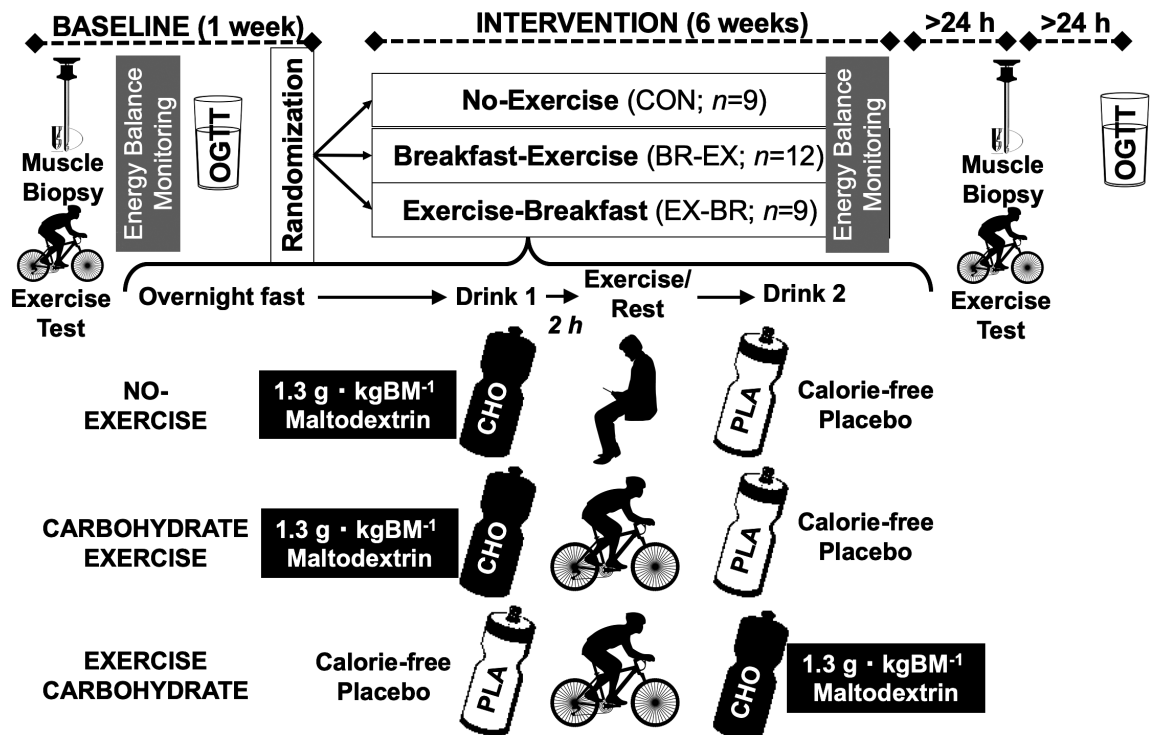 BASELINE (1 week)
INTERVENTION (6 weeks)
>24 h
>24 h
Muscle
Biopsy
Exercise
Test
Energy Balance
Monitoring
OGTT
Randomization
No-Exercise (CON; n=9)
Breakfast-Exercise (BR-EX; n=12)
Exercise-Breakfast (EX-BR; n=9)
Energy Balance
Monitoring
Muscle
Biopsy
Exercise
Test
OGTT
Overnight fast
Drink 1
2 h
Exercise/
Rest
Drink 2
NO-
EXERCISE
1.3 g · kgBM-1
Maltodextrin
CHO
PLA
Calorie-free
Placebo
CARBOHYDRATE
EXERCISE
1.3 g · kgBM-1
Maltodextrin
CHO
PLA
Calorie-free
Placebo
EXERCISE
CARBOHYDRATE
Calorie-free
Placebo
PLA
CHO
1.3 g · kgBM-1
Maltodextrin